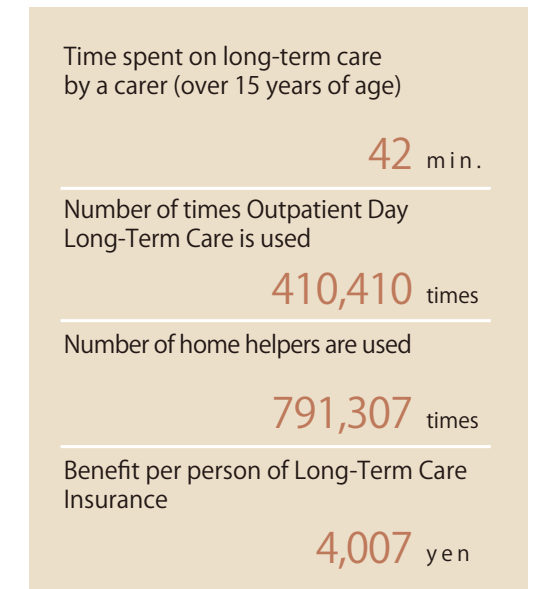 Time spent on long-term care
by a carer (over 15 years of age)
42 min.
Number of times Outpatient Day
Long-Term Care is used
410,410 times
Number of home helpers are used
791,307 times
Benefit per person of Long-Term Care
Insurance
4,007 yen